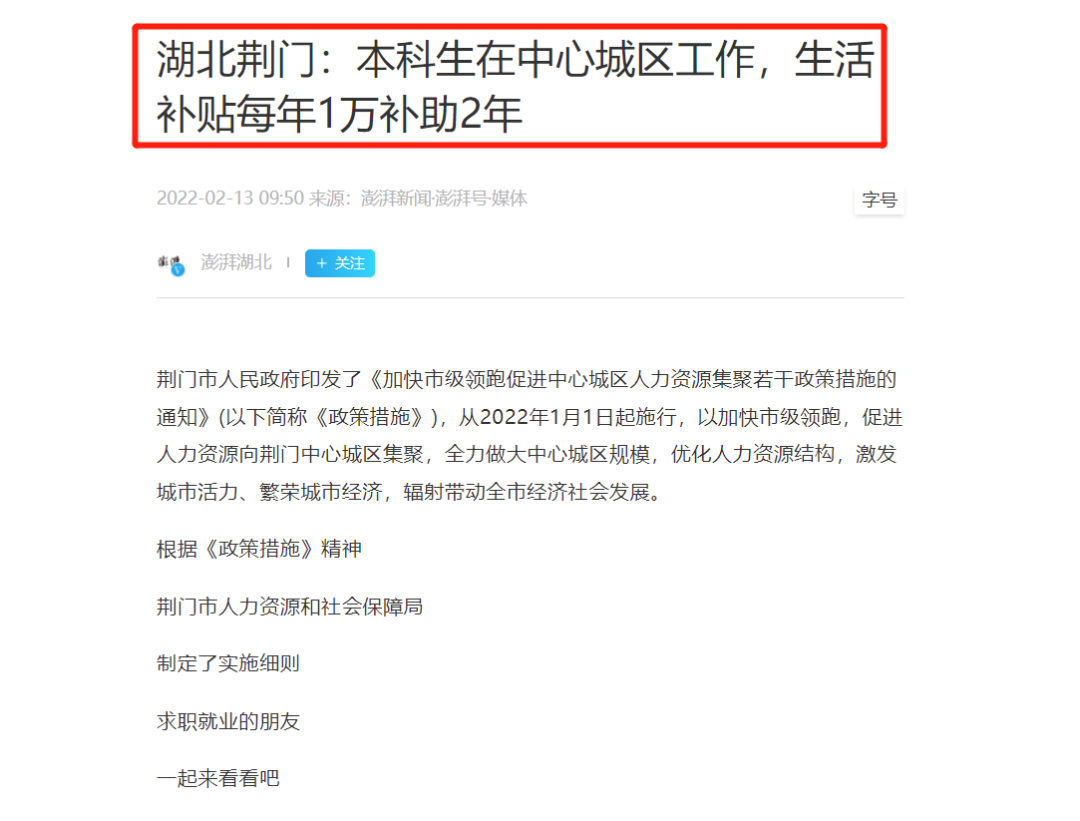 湖北荆门：本科生在中心城区工作，生活
补贴每年1万补助2年
2022-02-13 09:50 来源：澎湃新闻·澎湃号·媒体
字号
澎湃湖北
+ 关注
荆门市人民政府印发了《加快市级领跑促进中心城区人力资源集聚若干政策措施的
通知》(以下简称《政策措施》)，从2022年1月1日起施行，以加快市级领跑，促进
人力资源向荆门中心城区集聚，全力做大中心城区规模，优化人力资源结构，激发
城市活力、繁荣城市经济，辐射带动全市经济社会发展。
根据《政策措施》精神
荆门市人力资源和社会保障局
制定了实施细则
求职就业的朋友
一起来看看吧